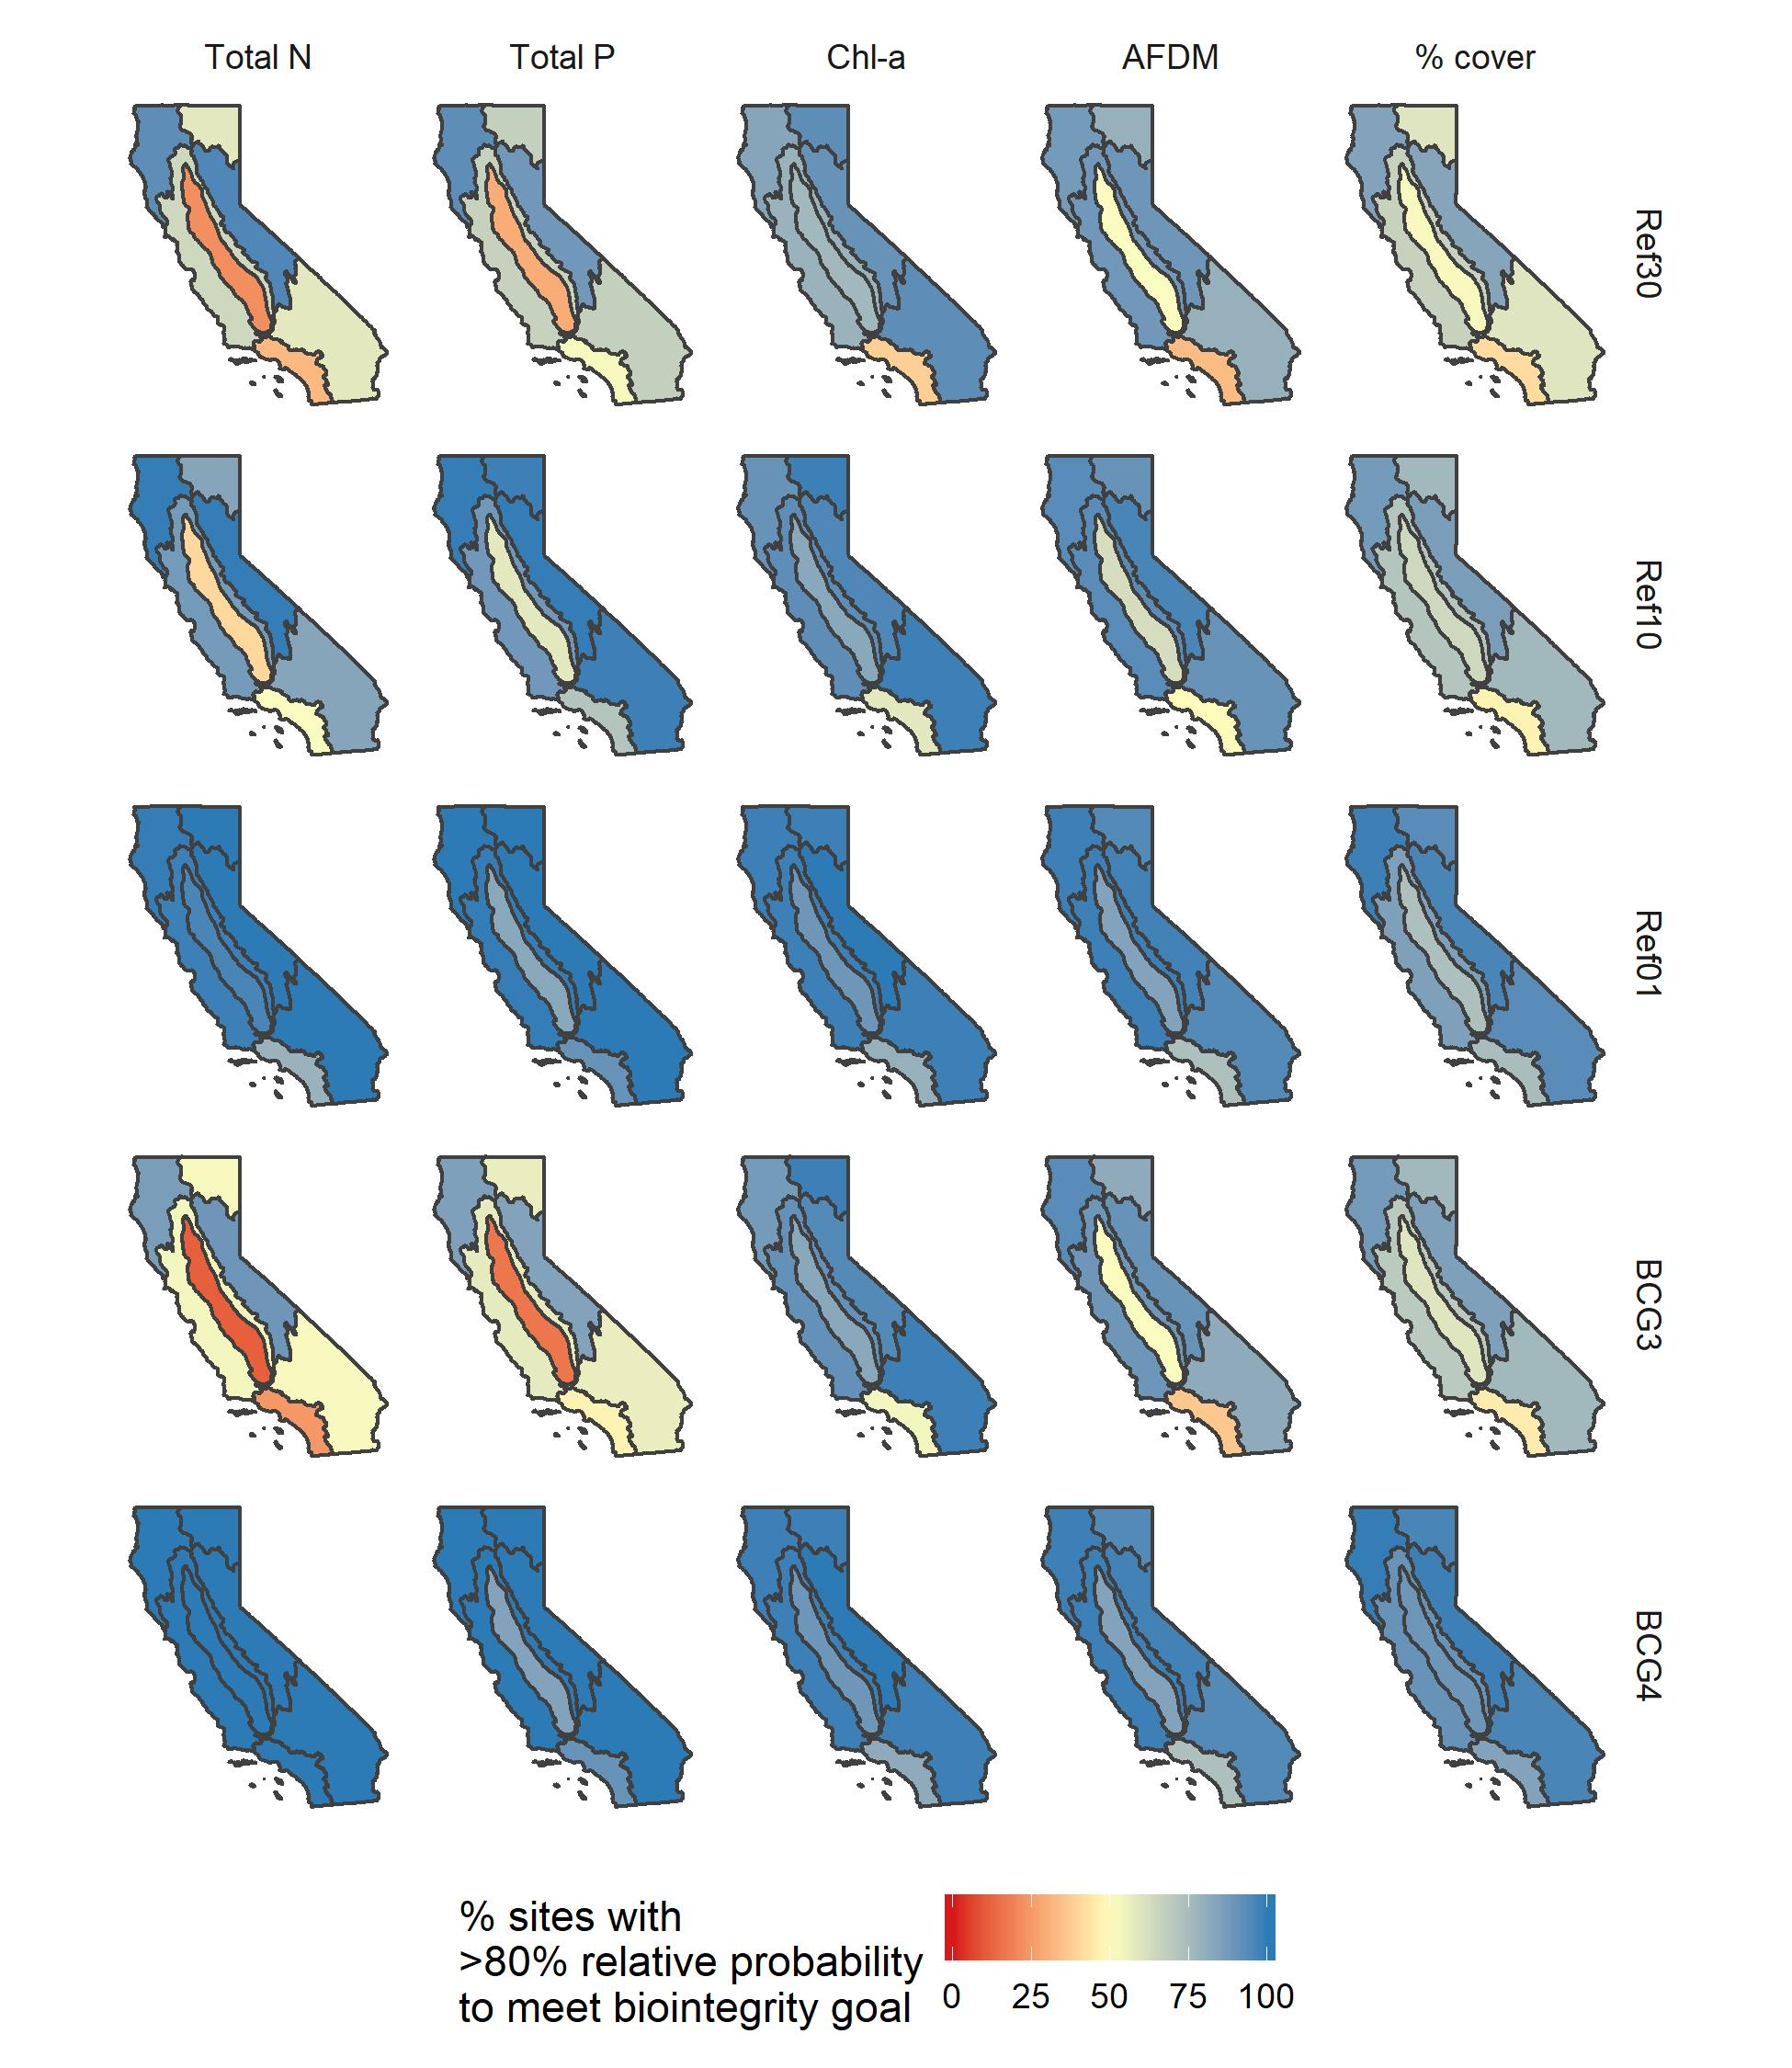 Total N
Total P
Chl-a
AFDM
% cover
Ref30
Ref10
Ref01
BCG3
BCG4
% sites with
>80% relative probability
to meet biointegrity goal
0 25 50 75 100